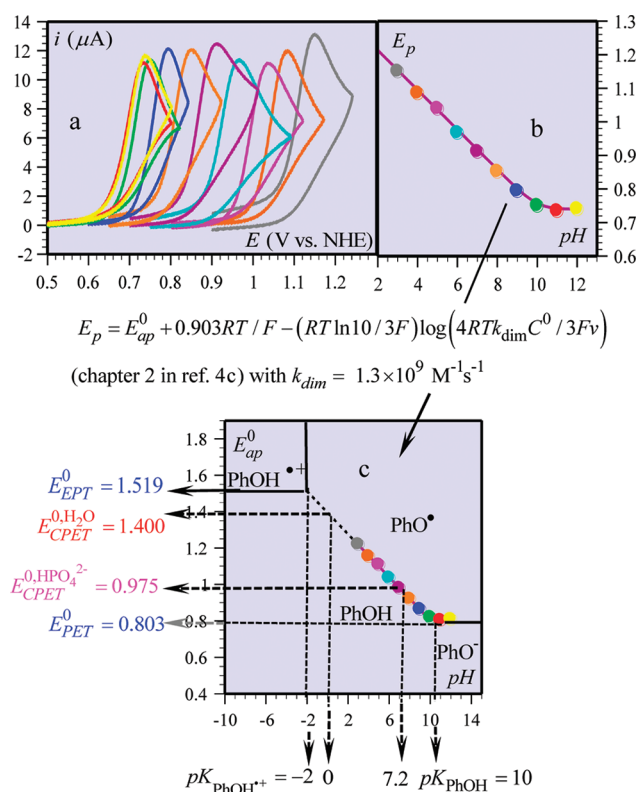 14
12
10
8
6
4
2
0
-2
i (μA)
a
E (V vs. NHE)
0.5 0.6 0.7 0.8 0.9 1 1.1 1.2
E_p
b
pH
1.3
1.2
1.1
1
0.9
0.8
0.7
0.6
2 4 6 8 10 12
E_p = E^0_ap + 0.903RT / F − (RT ln10 / 3F) log(4RTk_dim C^0 / 3Fv)
(chapter 2 in ref. 4c) with k_dim = 1.3×10^9 M^-1 s^-1
1.8
1.6
1.4
1.2
1
0.8
0.6
0.4
E^0_ap
c
PhOH^•+
PhO^•
PhOH
PhO^-
pH
E^0_EPT = 1.519
E^0,H2O_CPET = 1.400
E^0,HPO4^2-_CPET = 0.975
E^0_PET = 0.803
-10 -6 -2 2 6 10 14
pK_PhOH^•+ = −2 0 7.2 pK_PhOH = 10